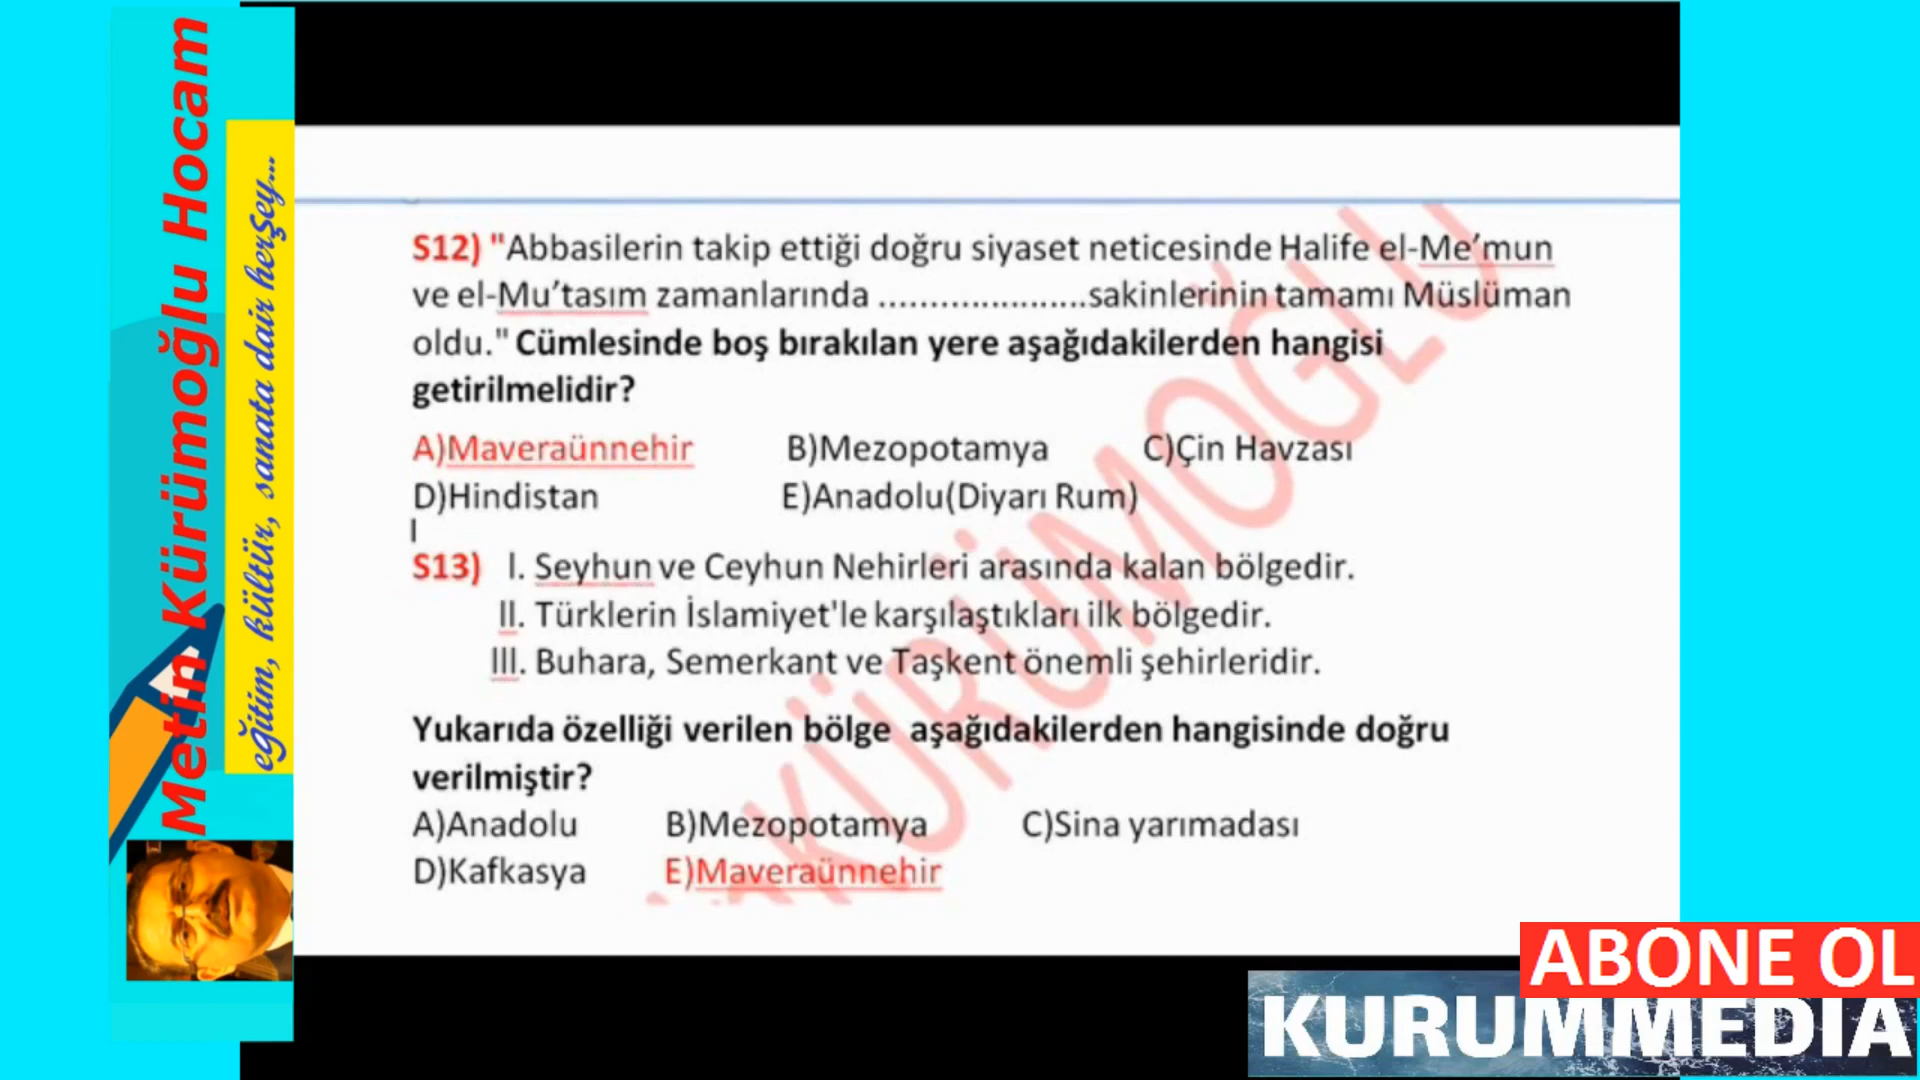 Metin Kürümoğlu Hocam
eğitim, kültür, sanata dair herşey...
S12) "Abbasilerin takip ettiği doğru siyaset neticesinde Halife el-Me’mun
ve el-Mu’tasım zamanlarında ....................sakinlerinin tamamı Müslüman
oldu." Cümlesinde boş bırakılan yere aşağıdakilerden hangisi
getirilmelidir?
A)Maveraünnehir B)Mezopotamya C)Çin Havzası
D)Hindistan E)Anadolu(Diyarı Rum)
S13) I. Seyhun ve Ceyhun Nehirleri arasında kalan bölgedir.
II. Türklerin İslamiyet'le karşılaştıkları ilk bölgedir.
III. Buhara, Semerkant ve Taşkent önemli şehirleridir.
Yukarıda özelliği verilen bölge aşağıdakilerden hangisinde doğru
verilmiştir?
A)Anadolu B)Mezopotamya C)Sina yarımadası
D)Kafkasya E)Maveraünnehir
KÜRÜMOĞLU
ABONE OL
KURUMMEDIA